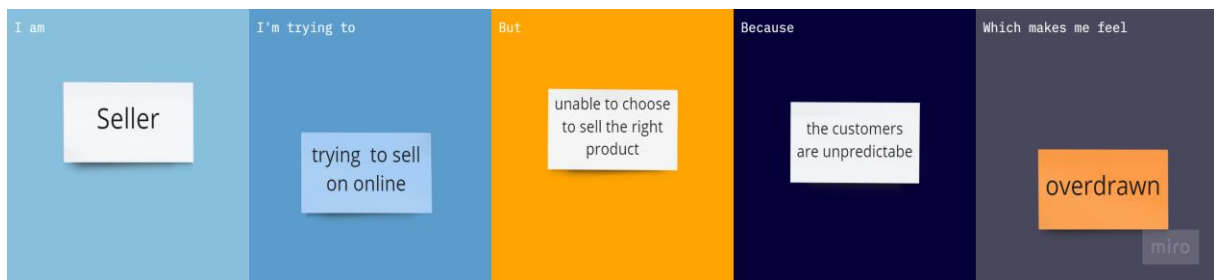 I am
Seller
I'm trying to
trying to sell
on online
But
unable to choose
to sell the right
product
Because
the customers
are unpredictabe
Which makes me feel
overdrawn
miro